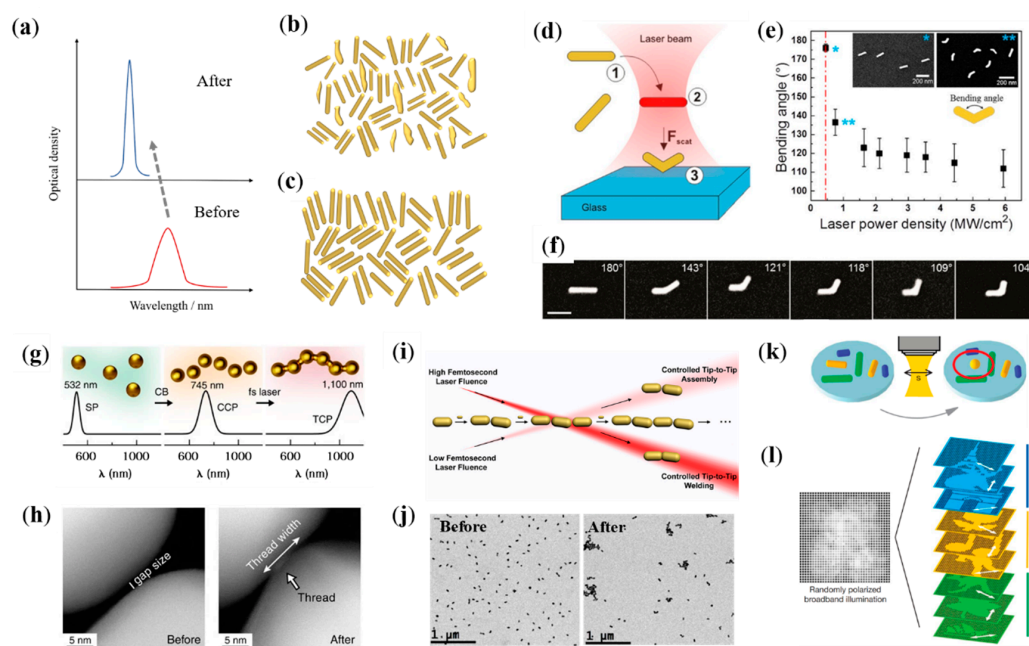 (a)
Optical density
After
Before
Wavelength / nm
(b)
(c)
(d)
Laser beam
1
2
F scat
3
Glass
(e)
Bending angle (°)
180
170
160
150
140
130
120
110
100
*
**
*
200 nm
**
200 nm
Bending angle
0 1 2 3 4 5 6
Laser power density (MW/cm²)
(f)
180°
143°
121°
118°
109°
104
(g)
532 nm
SP
CB
745 nm
CCP
fs laser
1,100 nm
TCP
600 1000
600 1000
600 1000
λ (nm)
λ (nm)
λ (nm)
(h)
I gap size
5 nm
Before
Thread width
Thread
5 nm
After
(i)
High Femtosecond
Laser Fluence
Low Femtosecond
Laser Fluence
Controlled Tip-to-Tip
Assembly
...
Controlled Tip-to-Tip
Welding
(j)
Before
1 μm
After
1 μm
(k)
(l)
Randomly polarized
broadband illumination